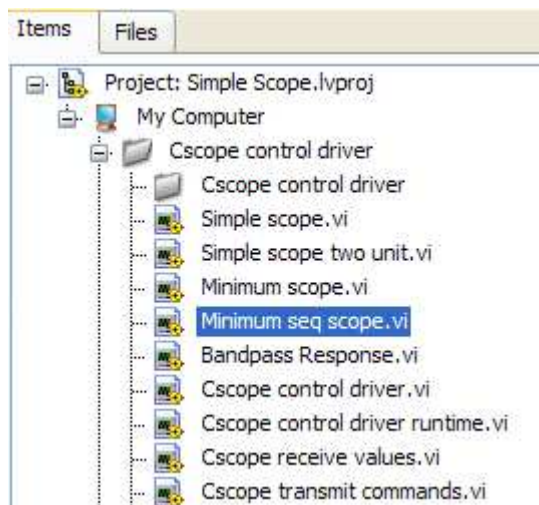 Items Files
Project: Simple Scope.lvproj
My Computer
Cscope control driver
Cscope control driver
Simple scope.vi
Simple scope two unit.vi
Minimum scope.vi
Minimum seq scope.vi
Bandpass Response.vi
Cscope control driver.vi
Cscope control driver runtime.vi
Cscope receive values.vi
Cscope transmit commands.vi